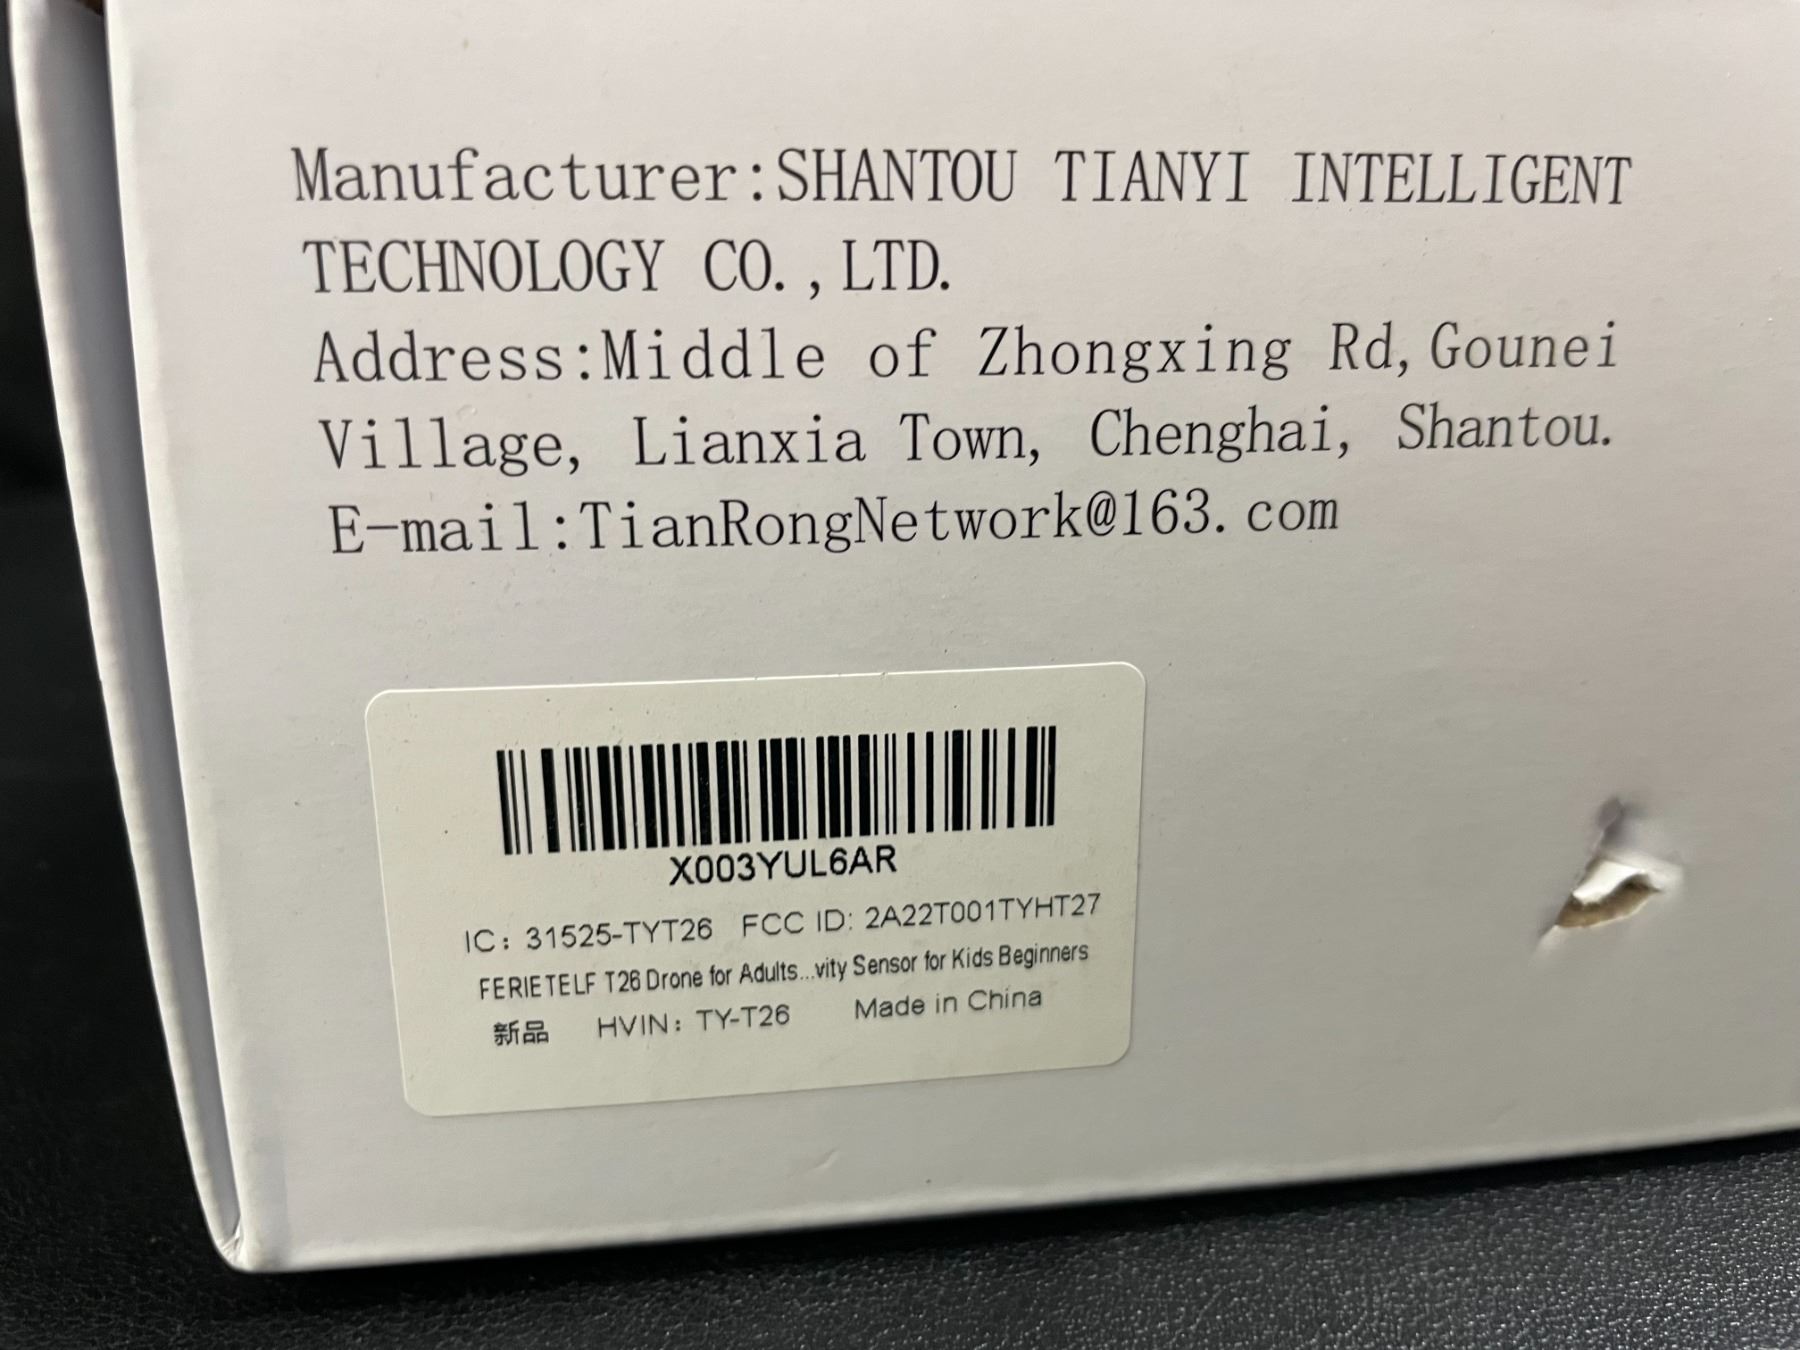 Manufacturer:SHANTOU TIANYI INTELLIGENT
TECHNOLOGY CO.,LTD.
Address:Middle of Zhongxing Rd,Gounei
Village, Lianxia Town, Chenghai, Shantou.
E-mail:TianRongNetwork@163.com
X003YUL6AR
IC: 31525-TYT26 FCC ID: 2A22T001TYHT27
FERIETELF T26 Drone for Adults...vity Sensor for Kids Beginners
新品 HVIN: TY-T26 Made in China